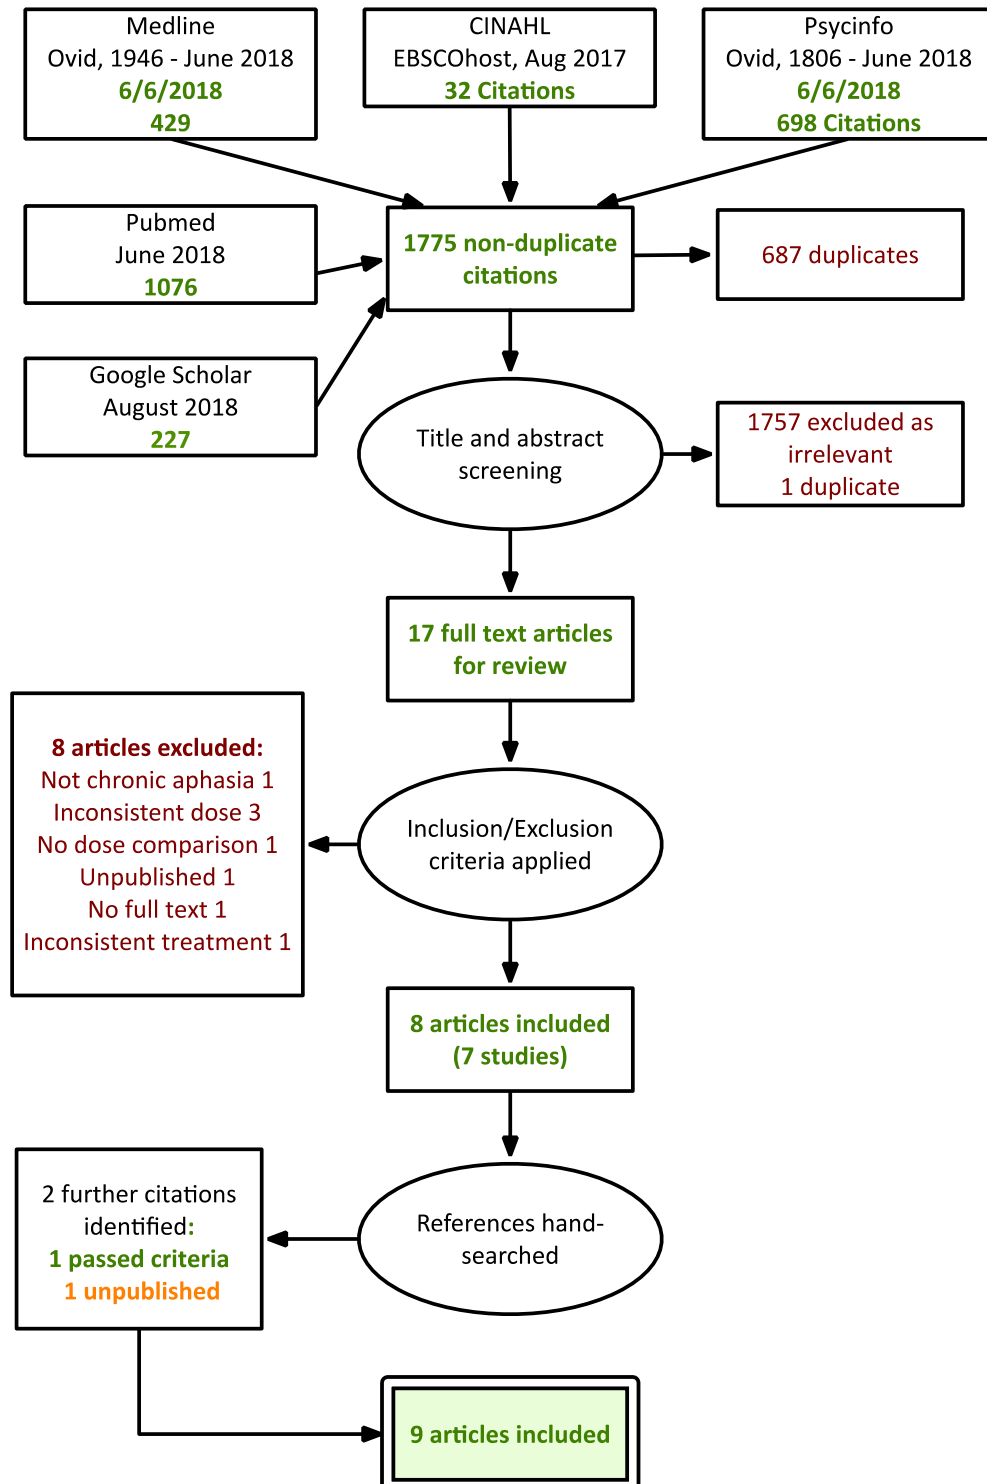 Medline
Ovid, 1946 - June 2018
6/6/2018
429
CINAHL
EBSCOhost, Aug 2017
32 Citations
Psycinfo
Ovid, 1806 - June 2018
6/6/2018
698 Citations
Pubmed
June 2018
1076
1775 non-duplicate
citations
687 duplicates
Google Scholar
August 2018
227
Title and abstract
screening
1757 excluded as
irrelevant
1 duplicate
17 full text articles
for review
8 articles excluded:
Not chronic aphasia 1
Inconsistent dose 3
No dose comparison 1
Unpublished 1
No full text 1
Inconsistent treatment 1
Inclusion/Exclusion
criteria applied
8 articles included
(7 studies)
2 further citations
identified:
1 passed criteria
1 unpublished
References hand-
searched
9 articles included